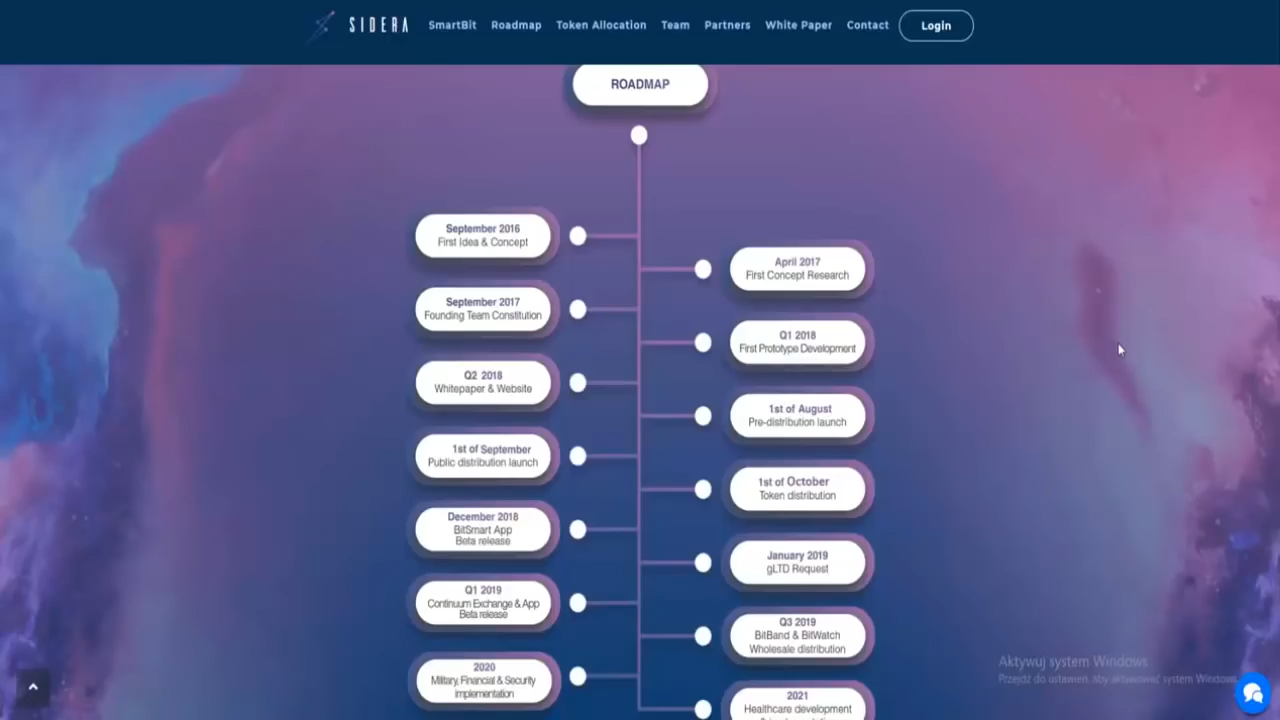 SIDERA
SmartBit
Roadmap
Token Allocation
Team
Partners
White Paper
Contact
Login
ROADMAP
September 2016
First Idea & Concept
April 2017
First Concept Research
September 2017
Founding Team Constitution
Q1 2018
First Prototype Development
Q2 2018
Whitepaper & Website
1st of August
Pre-distribution launch
1st of September
Public distribution launch
1st of October
Token distribution
December 2018
BitSmart App
Beta release
January 2019
gLTD Request
Q1 2019
Continuum Exchange & App
Beta release
Q3 2019
BitBand & BitWatch
Wholesale distribution
2020
Military, Financial & Security
implementation
2021
Healthcare development
Aktywuj system Windows
Przejdź do ustawień, aby aktywować system Windows.